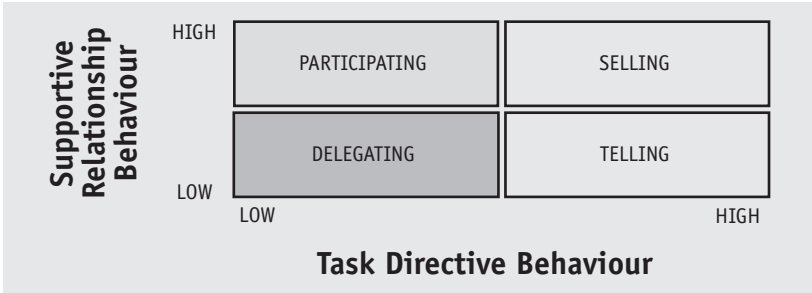 Supportive
Relationship
Behaviour
HIGH
PARTICIPATING
SELLING
DELEGATING
TELLING
LOW
LOW
HIGH
Task Directive Behaviour